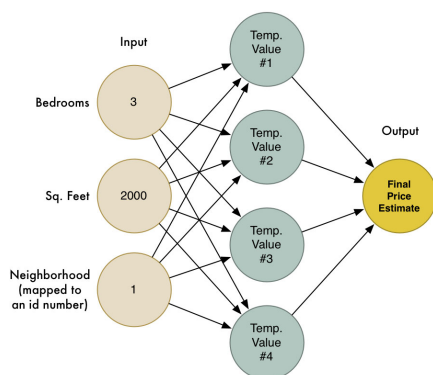 Input
Bedrooms
3
Sq. Feet
2000
Neighborhood
(mapped to
an id number)
1
Temp.
Value
#1
Temp.
Value
#2
Temp.
Value
#3
Temp.
Value
#4
Output
Final
Price
Estimate